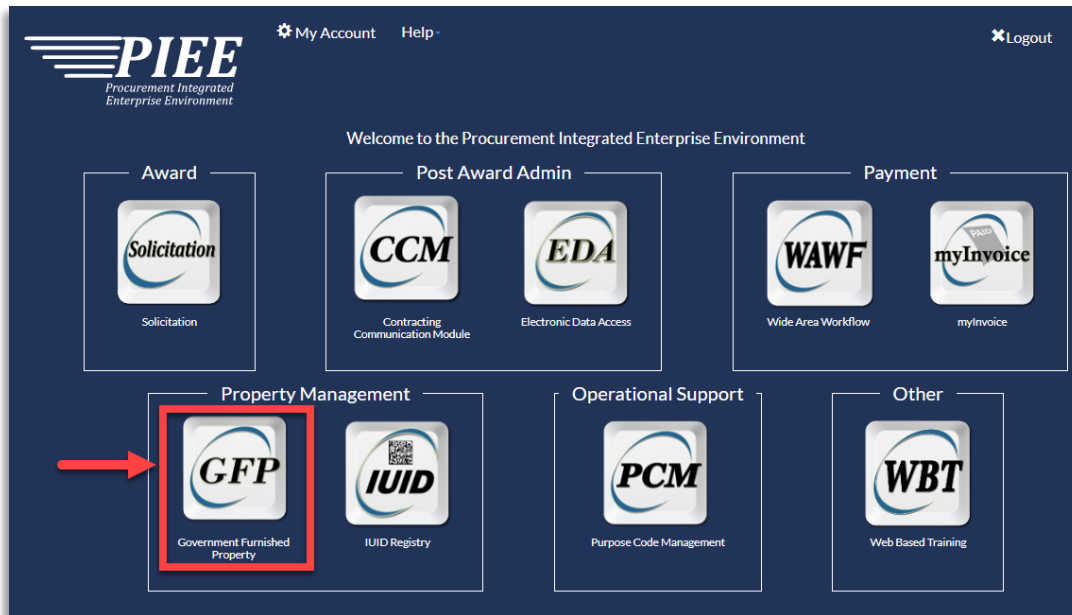 My Account Help
Logout
PIEE
Procurement Integrated
Enterprise Environment
Welcome to the Procurement Integrated Enterprise Environment
Award
Solicitation
Solicitation
Post Award Admin
CCM
Contracting
Communication Module
EDA
Electronic Data Access
Payment
WAWF
Wide Area Workflow
PAID
myInvoice
myInvoice
Property Management
GFP
Government Furnished
Property
IUID
IUID Registry
Operational Support
PCM
Purpose Code Management
Other
WBT
Web Based Training